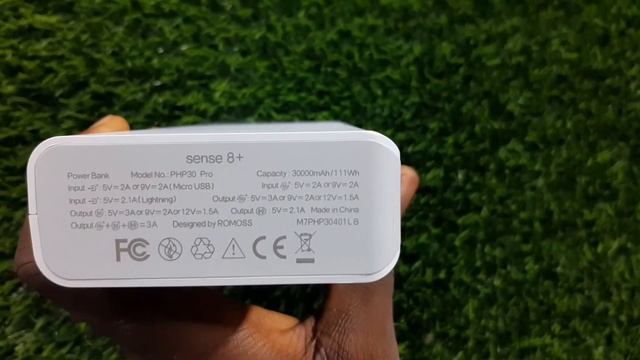 sense 8+
Power Bank Model No.: PHP30 Pro Capacity: 30000mAh/111Wh
Input : 5V=2A or 9V=2A(Micro USB) Input : 5V=2A or 9V=2A
Input : 5V=2.1A(Lightning) Output : 5V=3A or 9V=2A or 12V=1.5A
Output : 5V=3A or 9V=2A or 12V=1.5A Output : 5V=2.1A Made in China
Output + + =3A Designed by ROMOSS M7PHP30401LB
FC CE